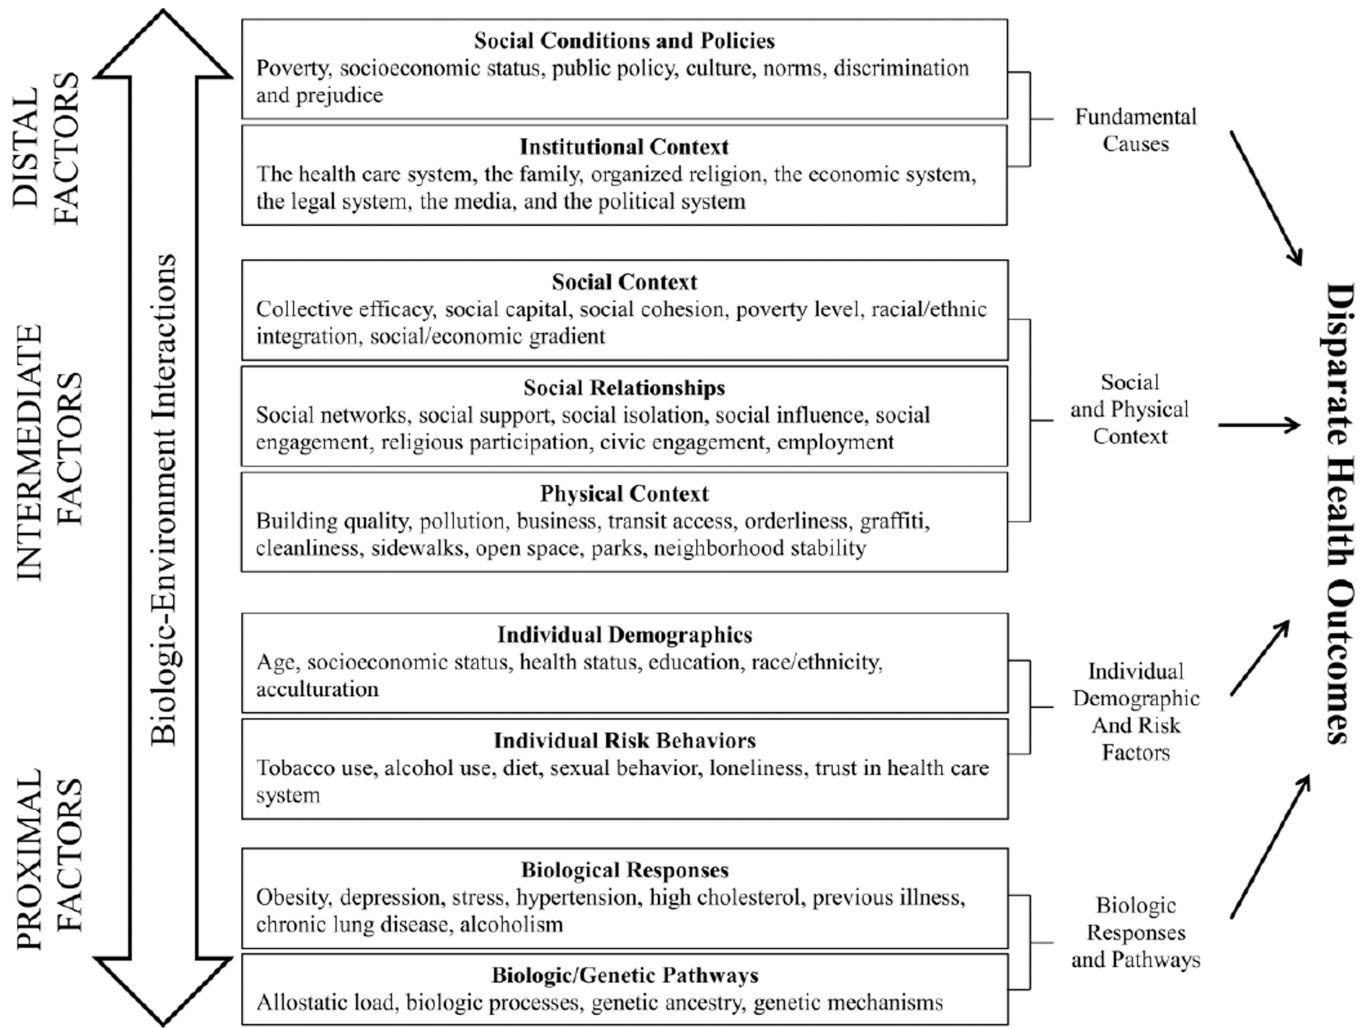 DISTAL
FACTORS
INTERMEDIATE
FACTORS
PROXIMAL
FACTORS
Biologic-Environment Interactions
Social Conditions and Policies
Poverty, socioeconomic status, public policy, culture, norms, discrimination
and prejudice
Institutional Context
The health care system, the family, organized religion, the economic system,
the legal system, the media, and the political system
Social Context
Collective efficacy, social capital, social cohesion, poverty level, racial/ethnic
integration, social/economic gradient
Social Relationships
Social networks, social support, social isolation, social influence, social
engagement, religious participation, civic engagement, employment
Physical Context
Building quality, pollution, business, transit access, orderliness, graffiti,
cleanliness, sidewalks, open space, parks, neighborhood stability
Individual Demographics
Age, socioeconomic status, health status, education, race/ethnicity,
acculturation
Individual Risk Behaviors
Tobacco use, alcohol use, diet, sexual behavior, loneliness, trust in health care
system
Biological Responses
Obesity, depression, stress, hypertension, high cholesterol, previous illness,
chronic lung disease, alcoholism
Biologic/Genetic Pathways
Allostatic load, biologic processes, genetic ancestry, genetic mechanisms
Fundamental
Causes
Social
and Physical
Context
Individual
Demographic
And Risk
Factors
Biologic
Responses
and Pathways
Disparate Health Outcomes